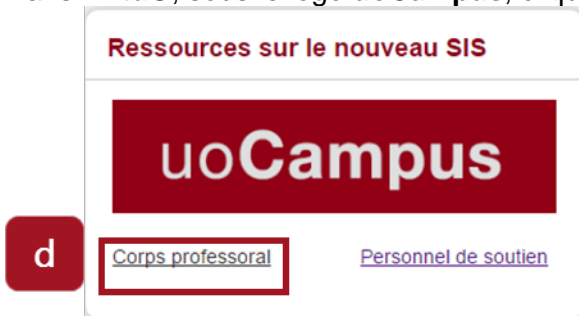 Ressources sur le nouveau SIS
uoCampus
d
Corps professoral Personnel de soutien